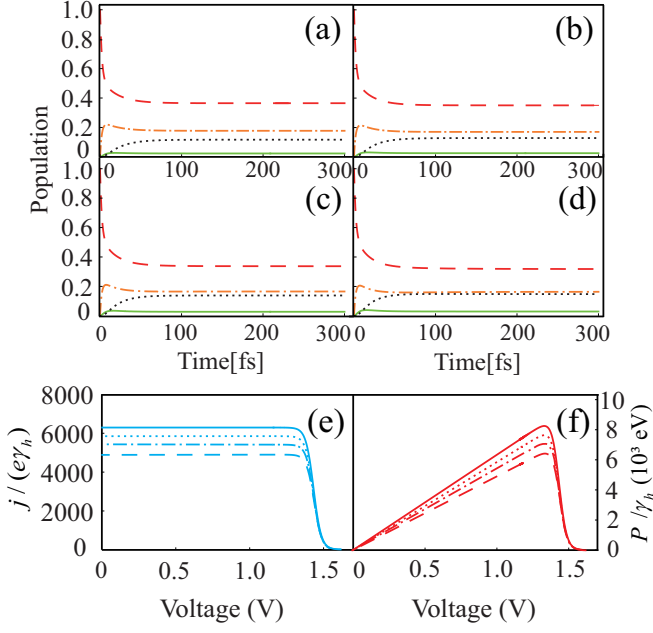 1.0
0.8
0.6
0.4
0.2
0
(a)
(b)
0 100 200 300
0 100 200 300
Population
1.0
0.8
0.6
0.4
0.2
0
(c)
(d)
0 100 200 300
0 100 200 300
Time[fs]
Time[fs]
8000
6000
4000
2000
0
j / (eγₕ)
(e)
(f)
10
8
6
4
2
0
P /γₕ (10³ eV)
0 0.5 1.0 1.5
0.0 0.5 1.0 1.5
Voltage (V)
Voltage (V)